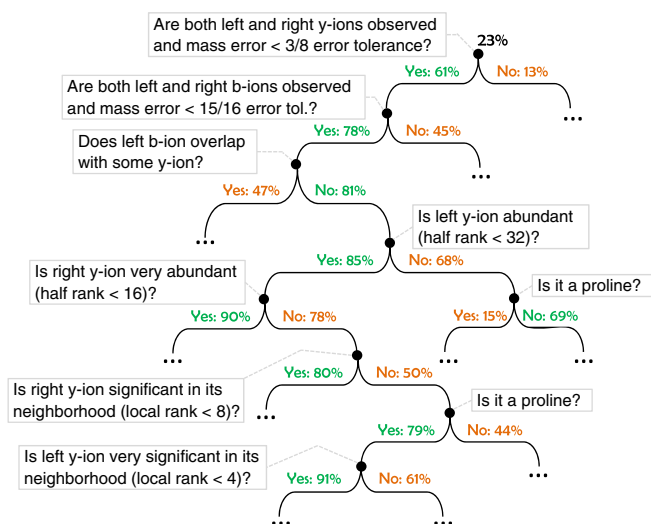 Are both left and right y-ions observed
and mass error < 3/8 error tolerance?
23%
Yes: 61%
No: 13%
...
Are both left and right b-ions observed
and mass error < 15/16 error tol.?
Yes: 78%
No: 45%
...
Does left b-ion overlap
with some y-ion?
Yes: 47%
No: 81%
...
Is left y-ion abundant
(half rank < 32)?
Yes: 85%
No: 68%
Is right y-ion very abundant
(half rank < 16)?
Is it a proline?
Yes: 90%
No: 78%
Yes: 15%
No: 69%
...
...
...
Is right y-ion significant in its
neighborhood (local rank < 8)?
Yes: 80%
No: 50%
...
Is it a proline?
Yes: 79%
No: 44%
...
Is left y-ion very significant in its
neighborhood (local rank < 4)?
Yes: 91%
No: 61%
...
...